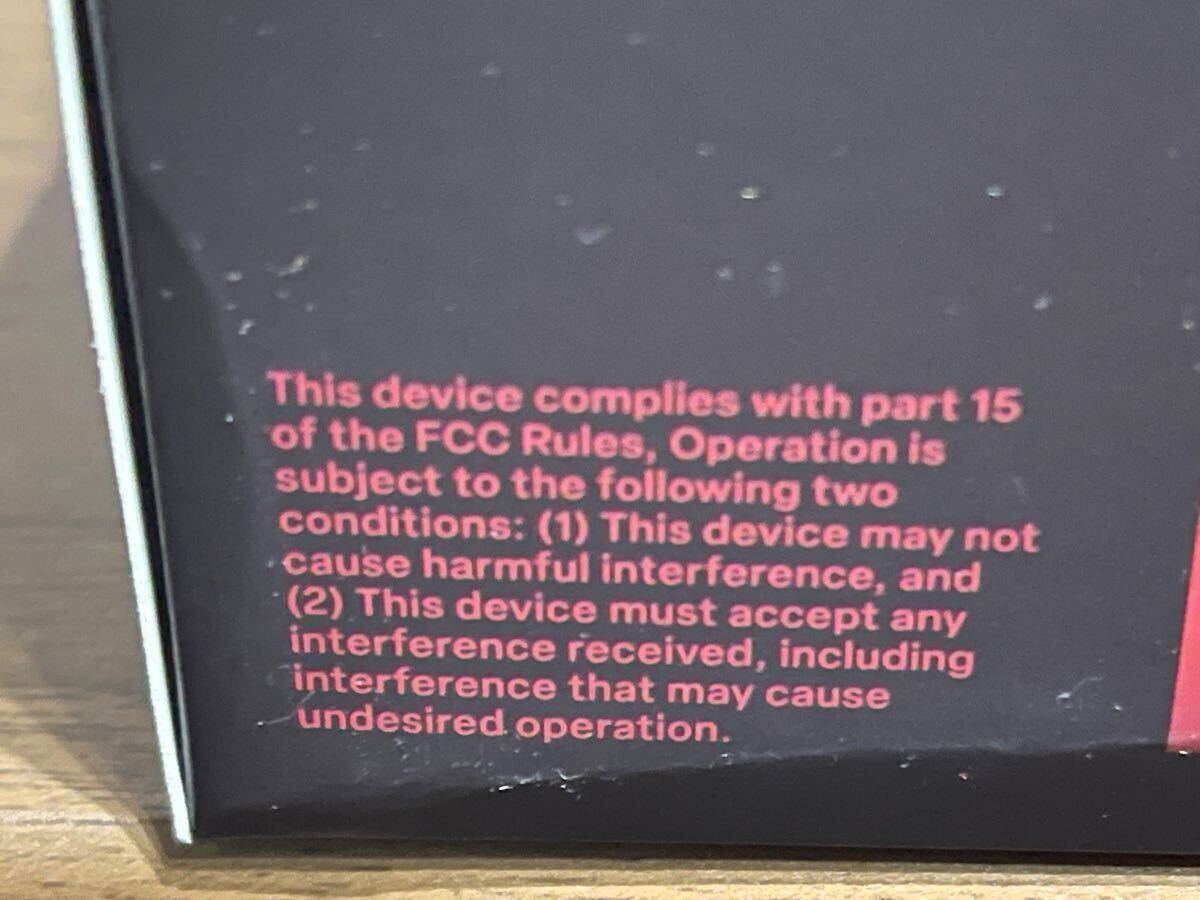 This device complies with part 15
of the FCC Rules, Operation is
subject to the following two
conditions: (1) This device may not
cause harmful interference, and
(2) This device must accept any
interference received, including
interference that may cause
undesired operation.